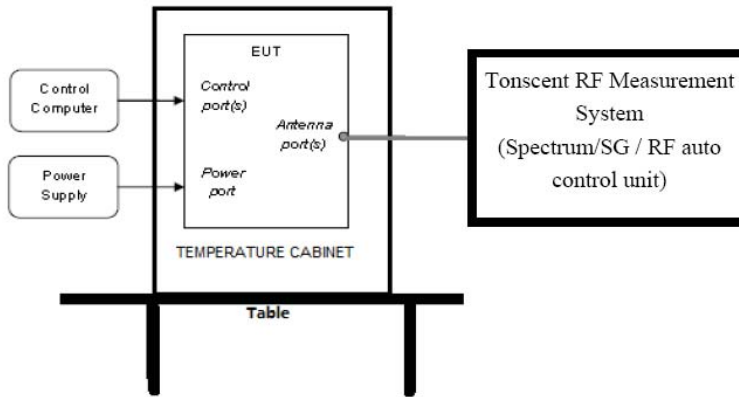 EUT
Control
Computer
Control
port(s)
Antenna
port(s)
Power
Supply
Power
port
TEMPERATURE CABINET
Table
Tonscent RF Measurement
System
(Spectrum/SG / RF auto
control unit)